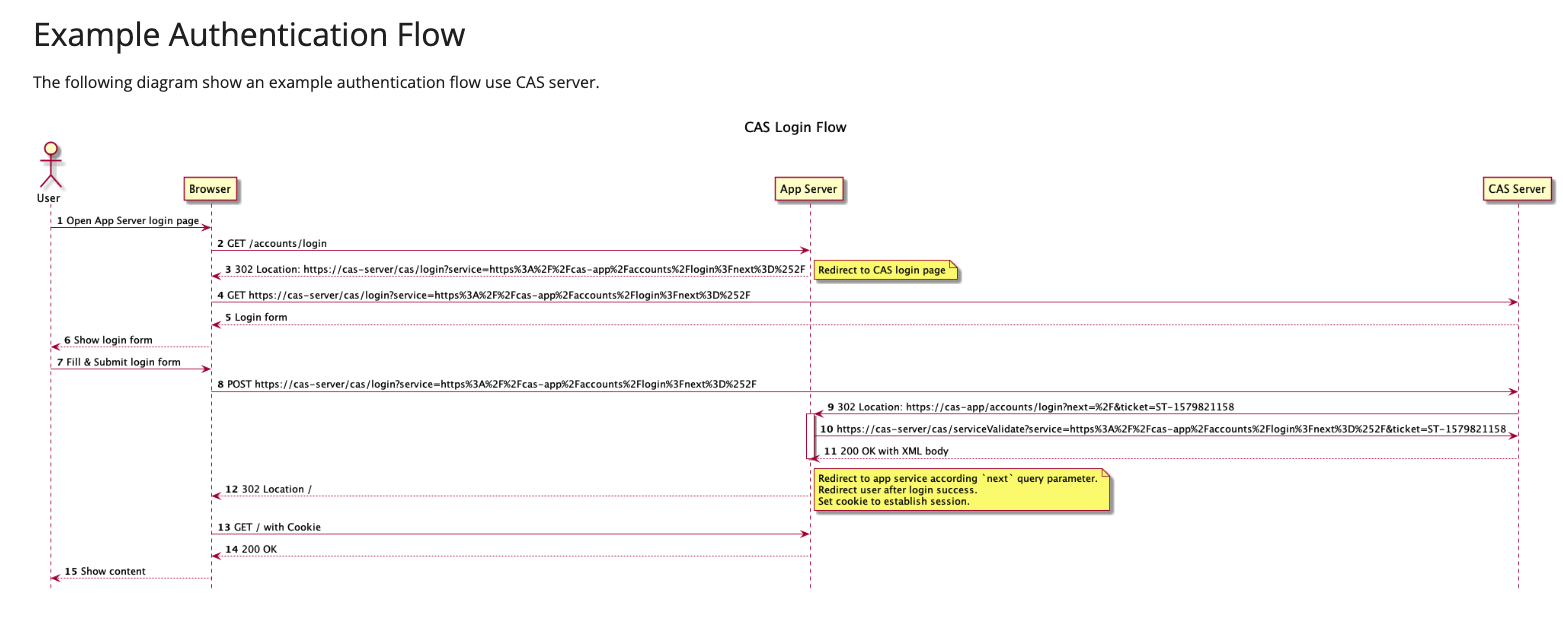 Example Authentication Flow
The following diagram show an example authentication flow use CAS server.
CAS Login Flow
User
Browser
App Server
CAS Server
1 Open App Server login page
2 GET /accounts/login
3 302 Location: https://cas-server/cas/login?service=https%3A%2F%2Fcas-app%2Faccounts%2Flogin%3Fnext%3D%252F
Redirect to CAS login page
4 GET https://cas-server/cas/login?service=https%3A%2F%2Fcas-app%2Faccounts%2Flogin%3Fnext%3D%252F
5 Login form
6 Show login form
7 Fill & Submit login form
8 POST https://cas-server/cas/login?service=https%3A%2F%2Fcas-app%2Faccounts%2Flogin%3Fnext%3D%252F
9 302 Location: https://cas-app/accounts/login?next=%2F&ticket=ST-1579821158
10 https://cas-server/cas/serviceValidate?service=https%3A%2F%2Fcas-app%2Faccounts%2Flogin%3Fnext%3D%252F&ticket=ST-1579821158
11 200 OK with XML body
12 302 Location /
Redirect to app service according `next` query parameter.
Redirect user after login success.
Set cookie to establish session.
13 GET / with Cookie
14 200 OK
15 Show content